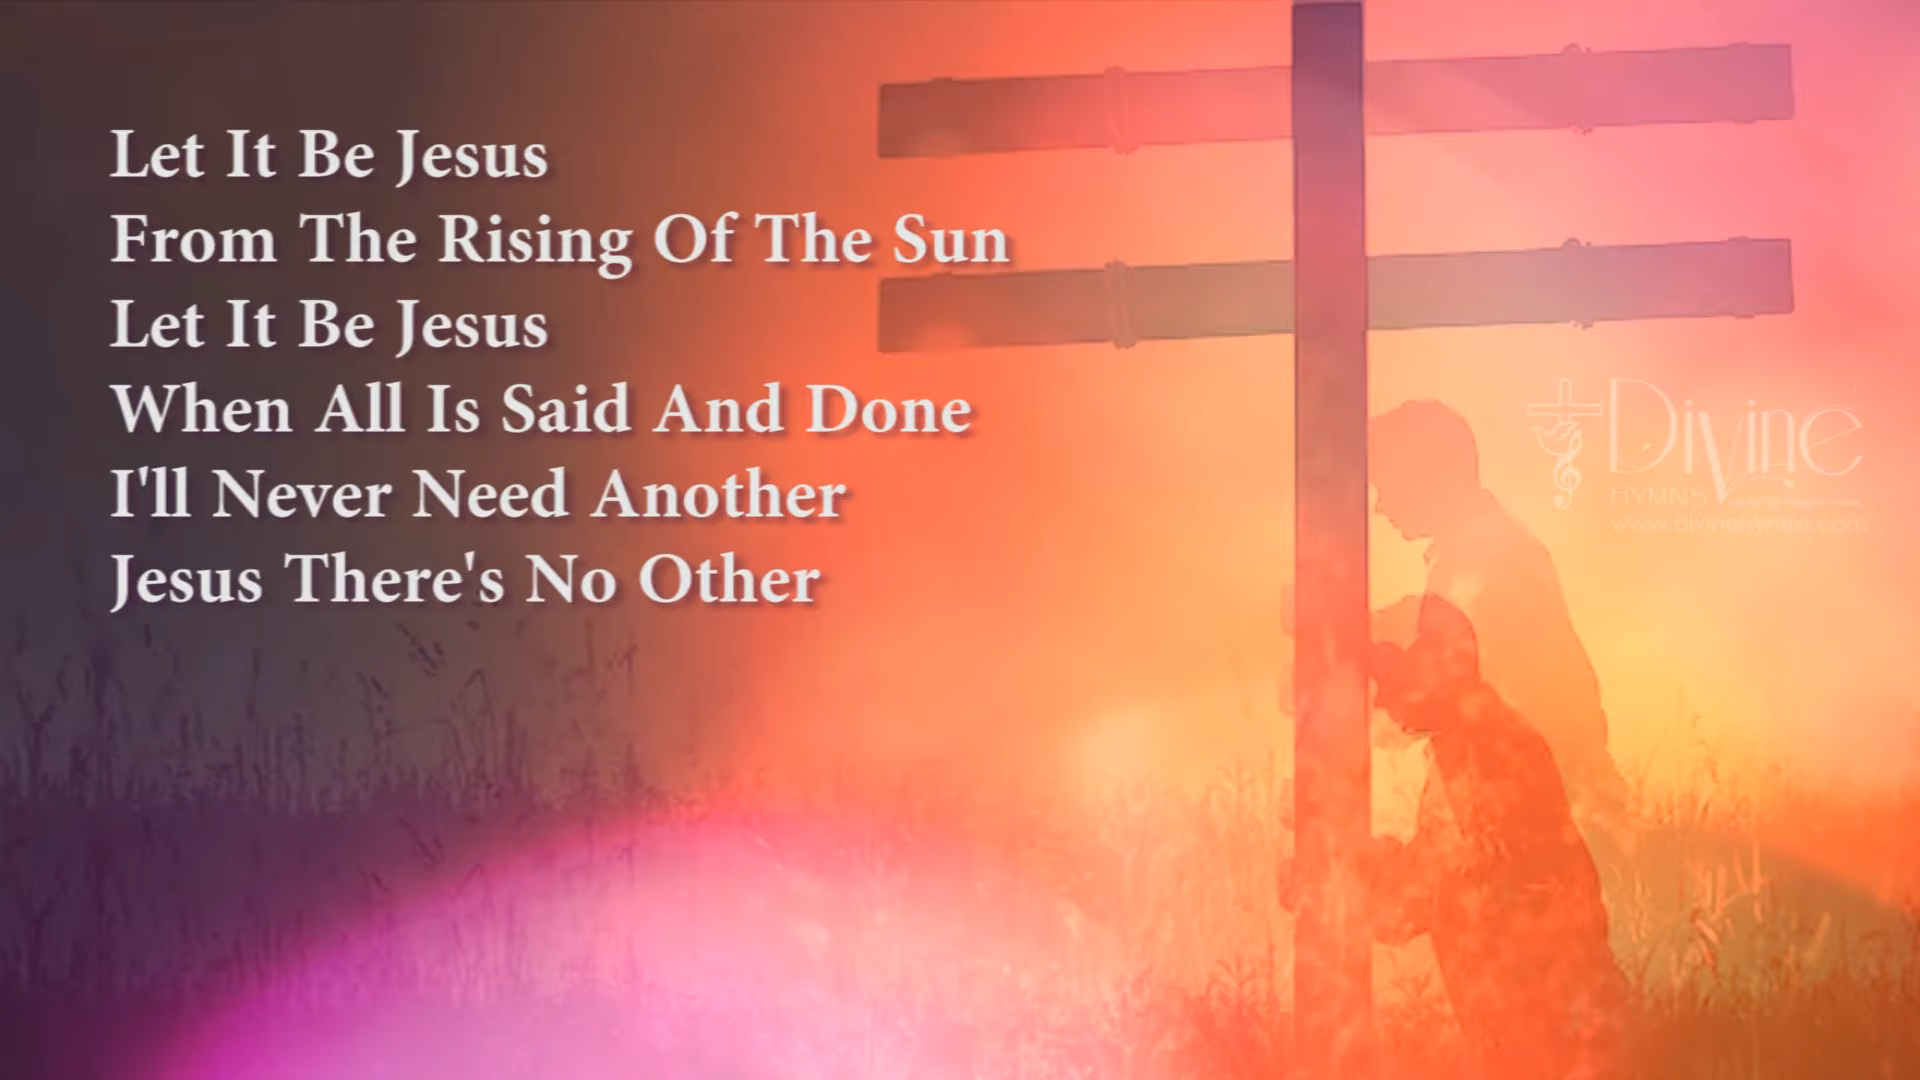 Let It Be Jesus
From The Rising Of The Sun
Let It Be Jesus
When All Is Said And Done
I'll Never Need Another
Jesus There's No Other
Divine
HYMNS
www.divinehymns.com